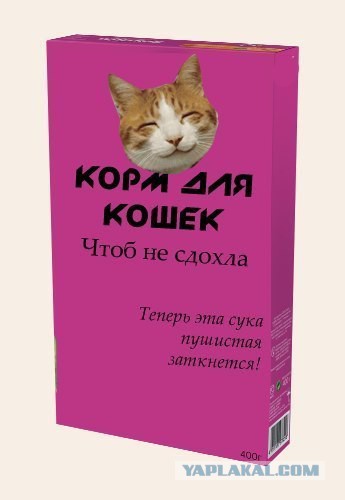 КОРМ ДЛЯ
КОШЕК
Чтоб не сдохла
Теперь эта сука
пушистая
заткнется!
400г
YAPLAKAL.COM